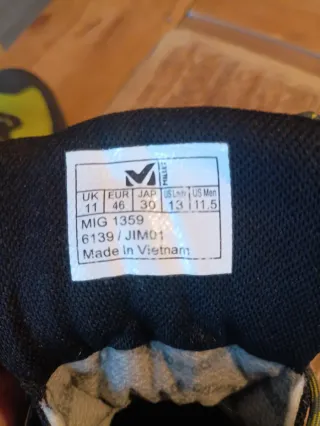 MILLET
UK EUR JAP US Lady US Men
11 46 30 13 11,5
MIG 1359
6139 / JIM01
Made in Vietnam